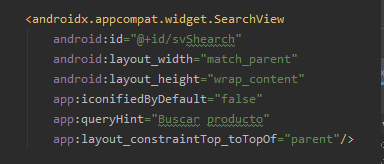 <androidx.appcompat.widget.SearchView
android:id="@+id/svShearch"
android:layout_width="match_parent"
android:layout_height="wrap_content"
app:iconifiedByDefault="false"
app:queryHint="Buscar producto"
app:layout_constraintTop_toTopOf="parent"/>